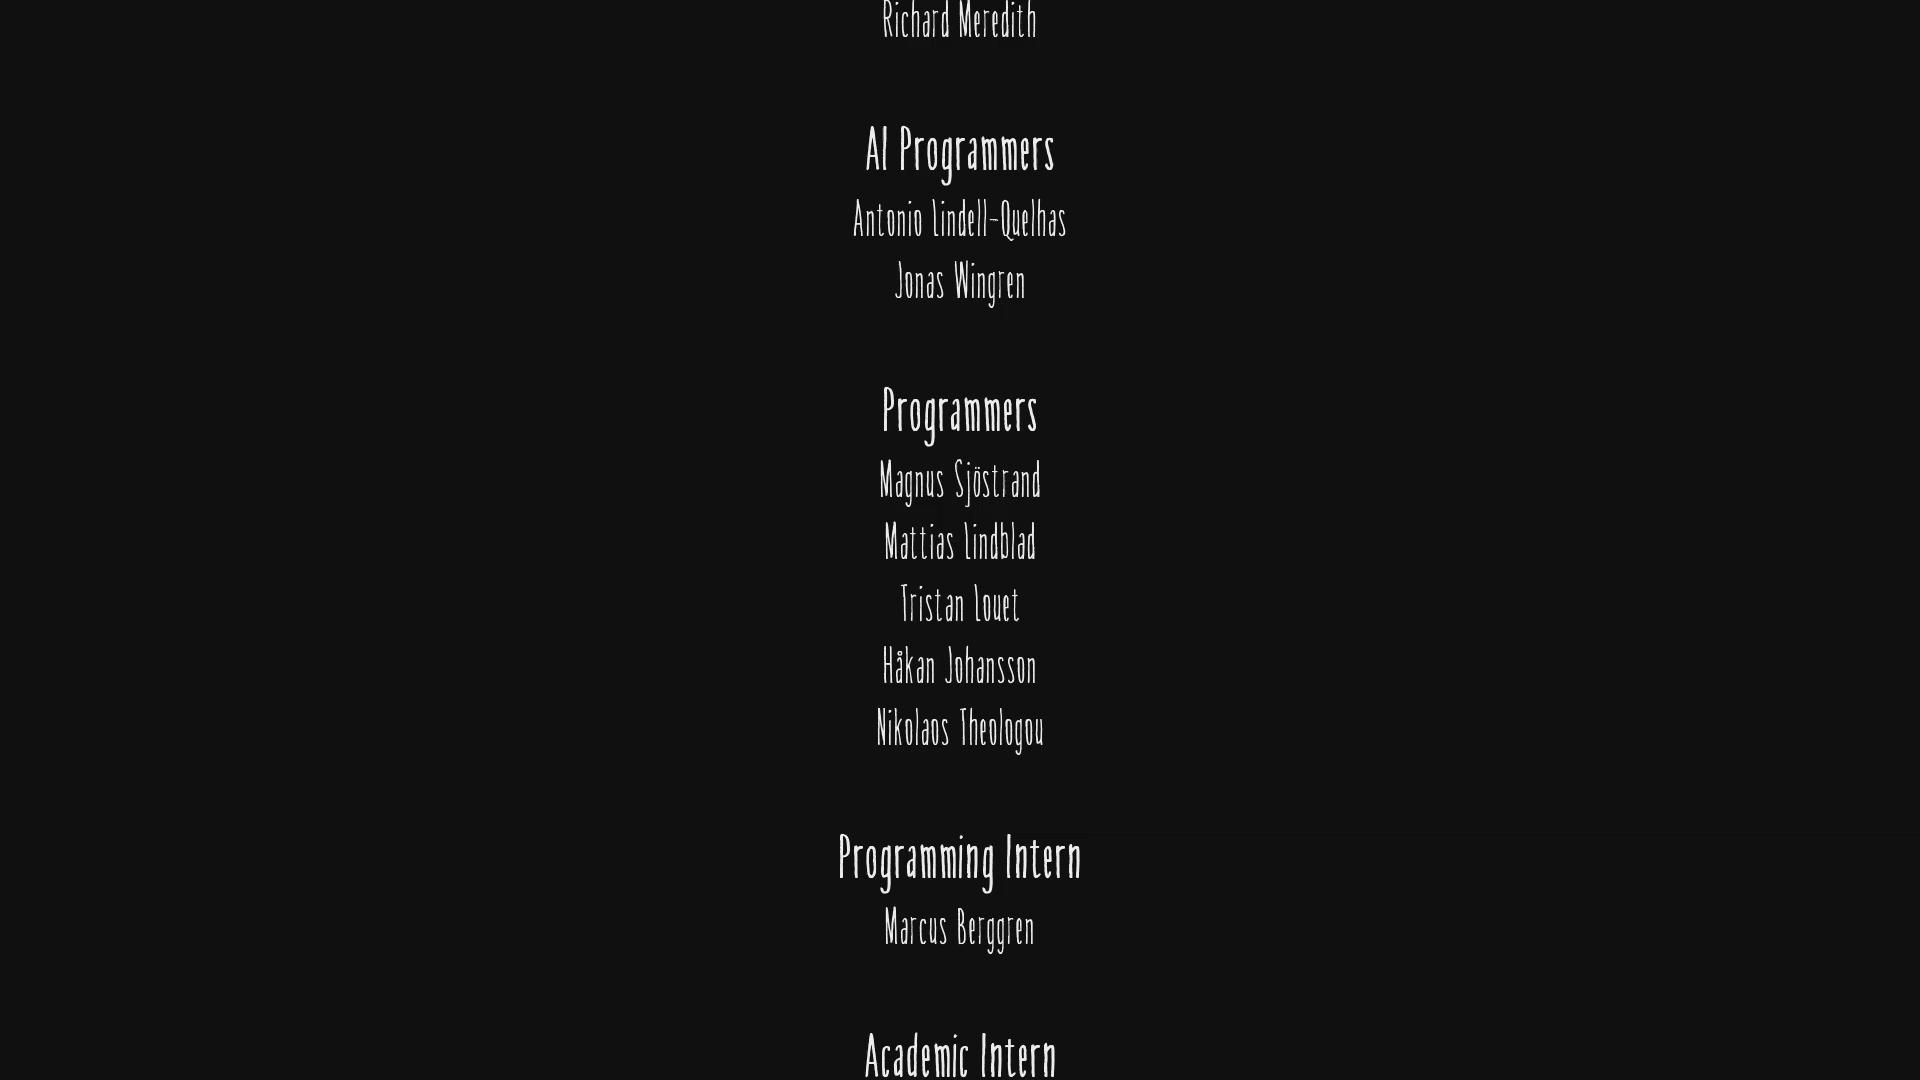 Richard Meredith
AI Programmers
Antonio Lindell-Quelhas
Jonas Wingren
Programmers
Magnus Sjöstrand
Mattias Lindblad
Tristan Louet
Håkan Johansson
Nikolaos Theologou
Programming Intern
Marcus Berggren
Academic Intern